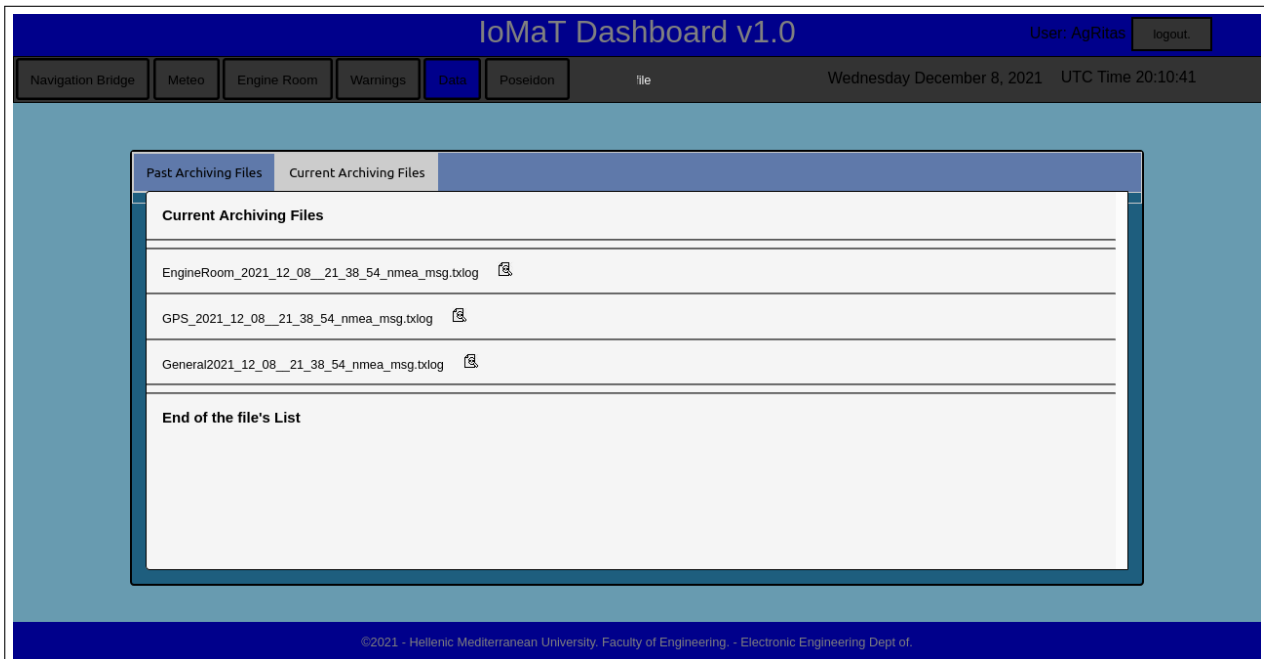 IoMaT Dashboard v1.0
User: AgRitas logout.
Navigation Bridge Meteo Engine Room Warnings Data Poseidon file Wednesday December 8, 2021 UTC Time 20:10:41
Past Archiving Files Current Archiving Files
Current Archiving Files
EngineRoom_2021_12_08__21_38_54_nmea_msg.txlog
GPS_2021_12_08__21_38_54_nmea_msg.txlog
General2021_12_08__21_38_54_nmea_msg.txlog
End of the file's List
©2021 - Hellenic Mediterranean University. Faculty of Engineering. - Electronic Engineering Dept of.